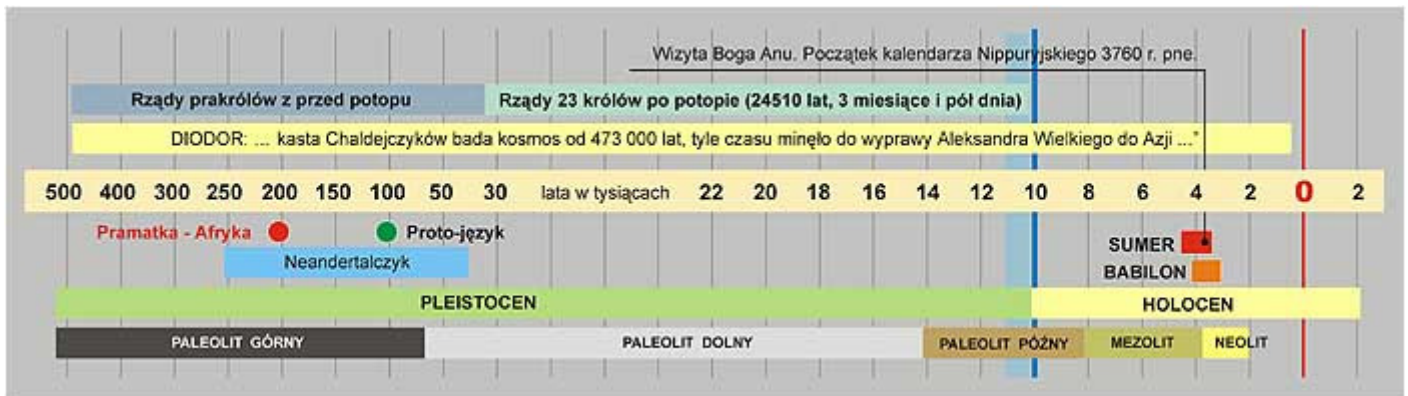 Wizyta Boga Anu. Początek kalendarza Nippuryjskiego 3760 r. pne.
Rządy prakrólów z przed potopu
Rządy 23 królów po potopie (24510 lat, 3 miesiące i pół dnia)
DIODOR: ... kasta Chaldejczyków bada kosmos od 473 000 lat, tyle czasu minęło do wyprawy Aleksandra Wielkiego do Azji ..."
500 400 300 250 200 150 100 50 30 lata w tysiącach 22 20 18 16 14 12 10 8 6 4 2 0 2
Pramatka - Afryka
Proto-język
SUMER
Neandertalczyk
BABILON
PLEISTOCEN
HOLOCEN
PALEOLIT GÓRNY
PALEOLIT DOLNY
PALEOLIT PÓŹNY
MEZOLIT
NEOLIT